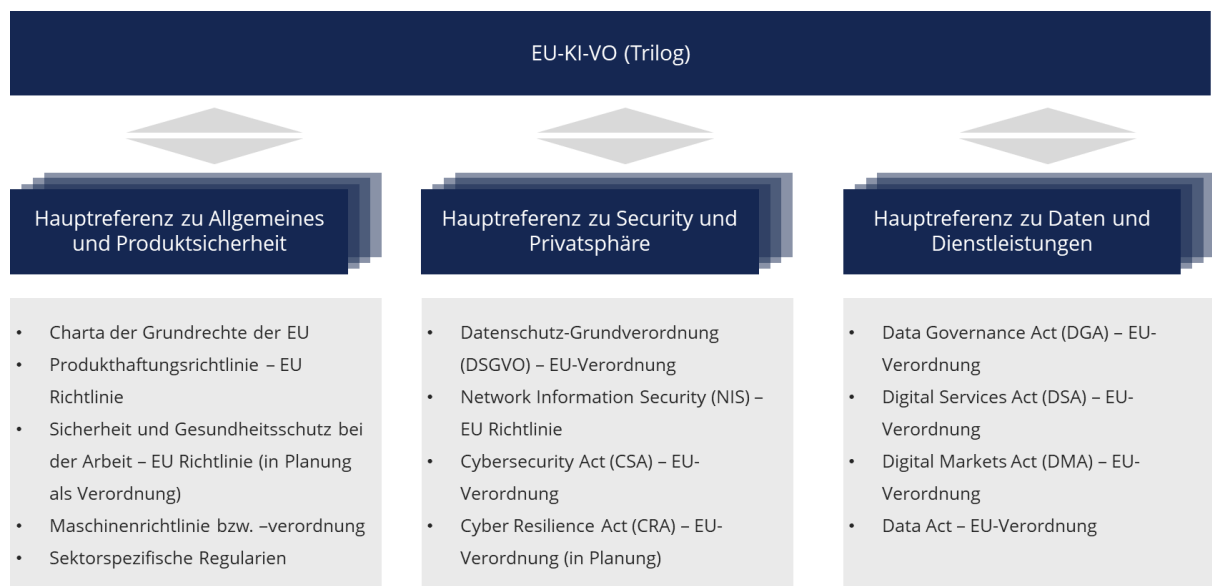 EU-KI-VO (Trilog)
Hauptreferenz zu Allgemeines
und Produktsicherheit
• Charta der Grundrechte der EU
• Produkthaftungsrichtlinie – EU
Richtlinie
• Sicherheit und Gesundheitsschutz bei
der Arbeit – EU Richtlinie (in Planung
als Verordnung)
• Maschinenrichtlinie bzw. –verordnung
• Sektorspezifische Regularien
Hauptreferenz zu Security und
Privatsphäre
• Datenschutz-Grundverordnung
(DSGVO) – EU-Verordnung
• Network Information Security (NIS) –
EU Richtlinie
• Cybersecurity Act (CSA) – EU-
Verordnung
• Cyber Resilience Act (CRA) – EU-
Verordnung (in Planung)
Hauptreferenz zu Daten und
Dienstleistungen
• Data Governance Act (DGA) – EU-
Verordnung
• Digital Services Act (DSA) – EU-
Verordnung
• Digital Markets Act (DMA) – EU-
Verordnung
• Data Act – EU-Verordnung